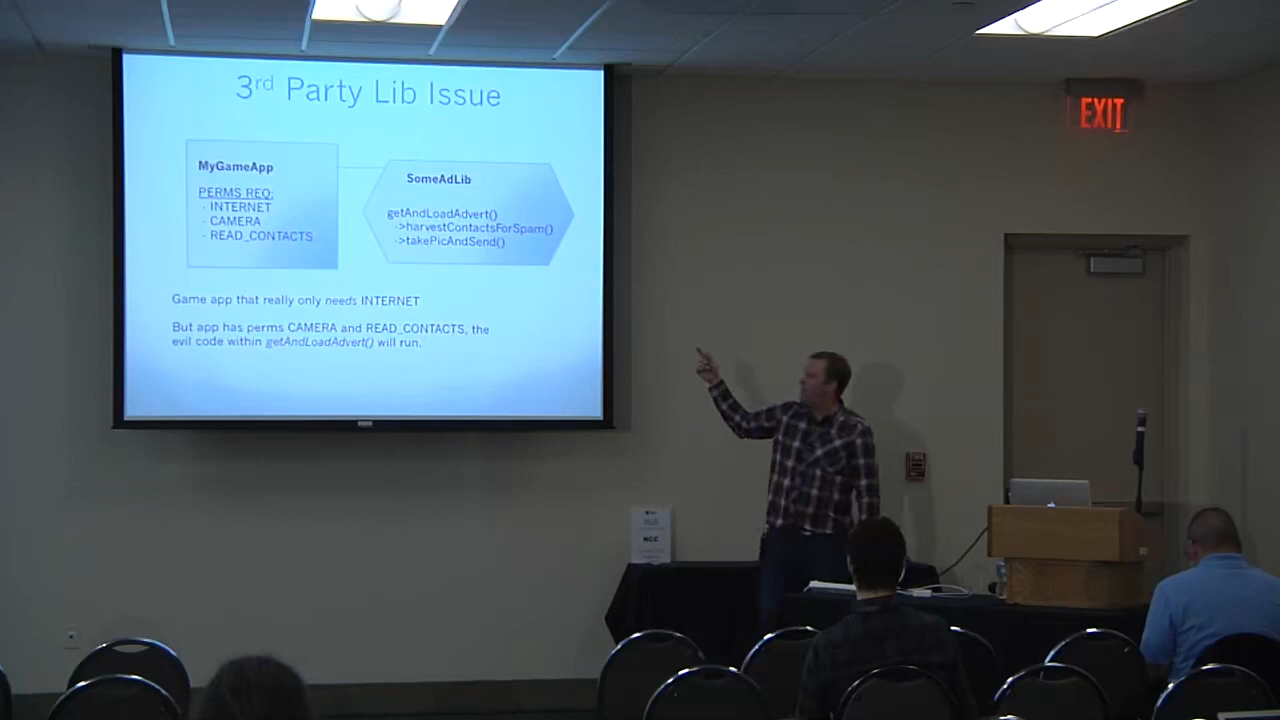 3rd Party Lib Issue
MyGameApp
PERMS REQ:
- INTERNET
- CAMERA
- READ_CONTACTS
SomeAdLib
getAndLoadAdvert()
->harvestContactsForSpam()
->takePicAndSend()
Game app that really only needs INTERNET
But app has perms CAMERA and READ_CONTACTS, the
evil code within getAndLoadAdvert() will run.
EXIT
NCC